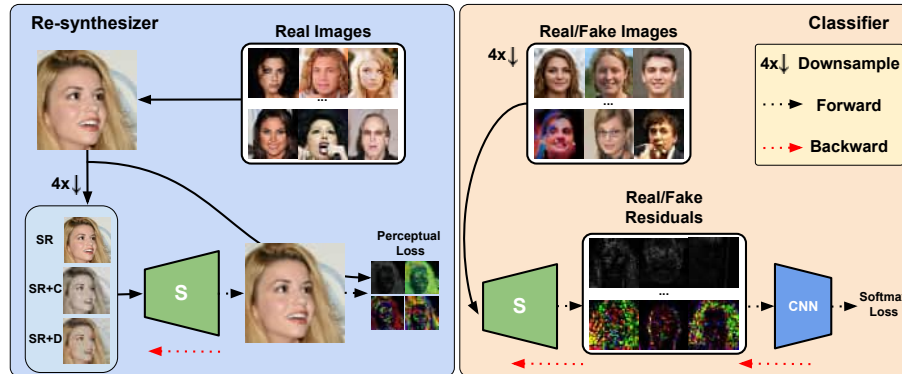 Re-synthesizer
Real Images
...
4x↓
SR
SR+C
SR+D
S
Perceptual
Loss
Classifier
Real/Fake Images
4x↓
...
4x↓ Downsample
Forward
Backward
Real/Fake
Residuals
...
S
CNN
Softma
Loss